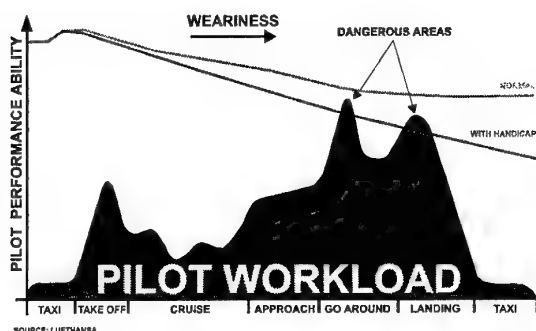 WEARINESS
DANGEROUS AREAS
PILOT PERFORMANCE ABILITY
NORMAL
WITH HANDICAP
PILOT WORKLOAD
TAXI TAKE OFF CRUISE APPROACH GO AROUND LANDING TAXI
SOURCE: LUFTHANSA